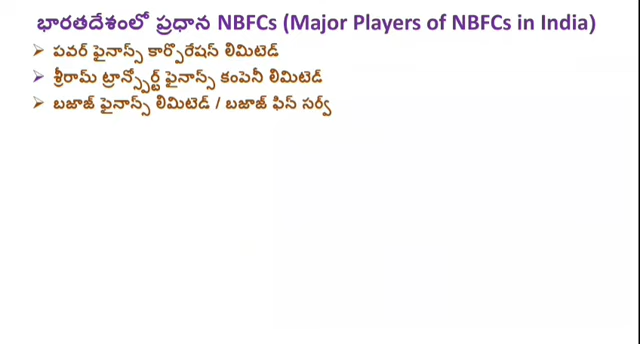 భారతదేశంలో ప్రధాన NBFCs (Major Players of NBFCs in India)
పవర్ ఫైనాన్స్ కార్పొరేషన్ లిమిటెడ్
శ్రీరామ్ ట్రాన్స్పోర్ట్ ఫైనాన్స్ కంపెనీ లిమిటెడ్
బజాజ్ ఫైనాన్స్ లిమిటెడ్ / బజాజ్ ఫిన్ సర్వ్